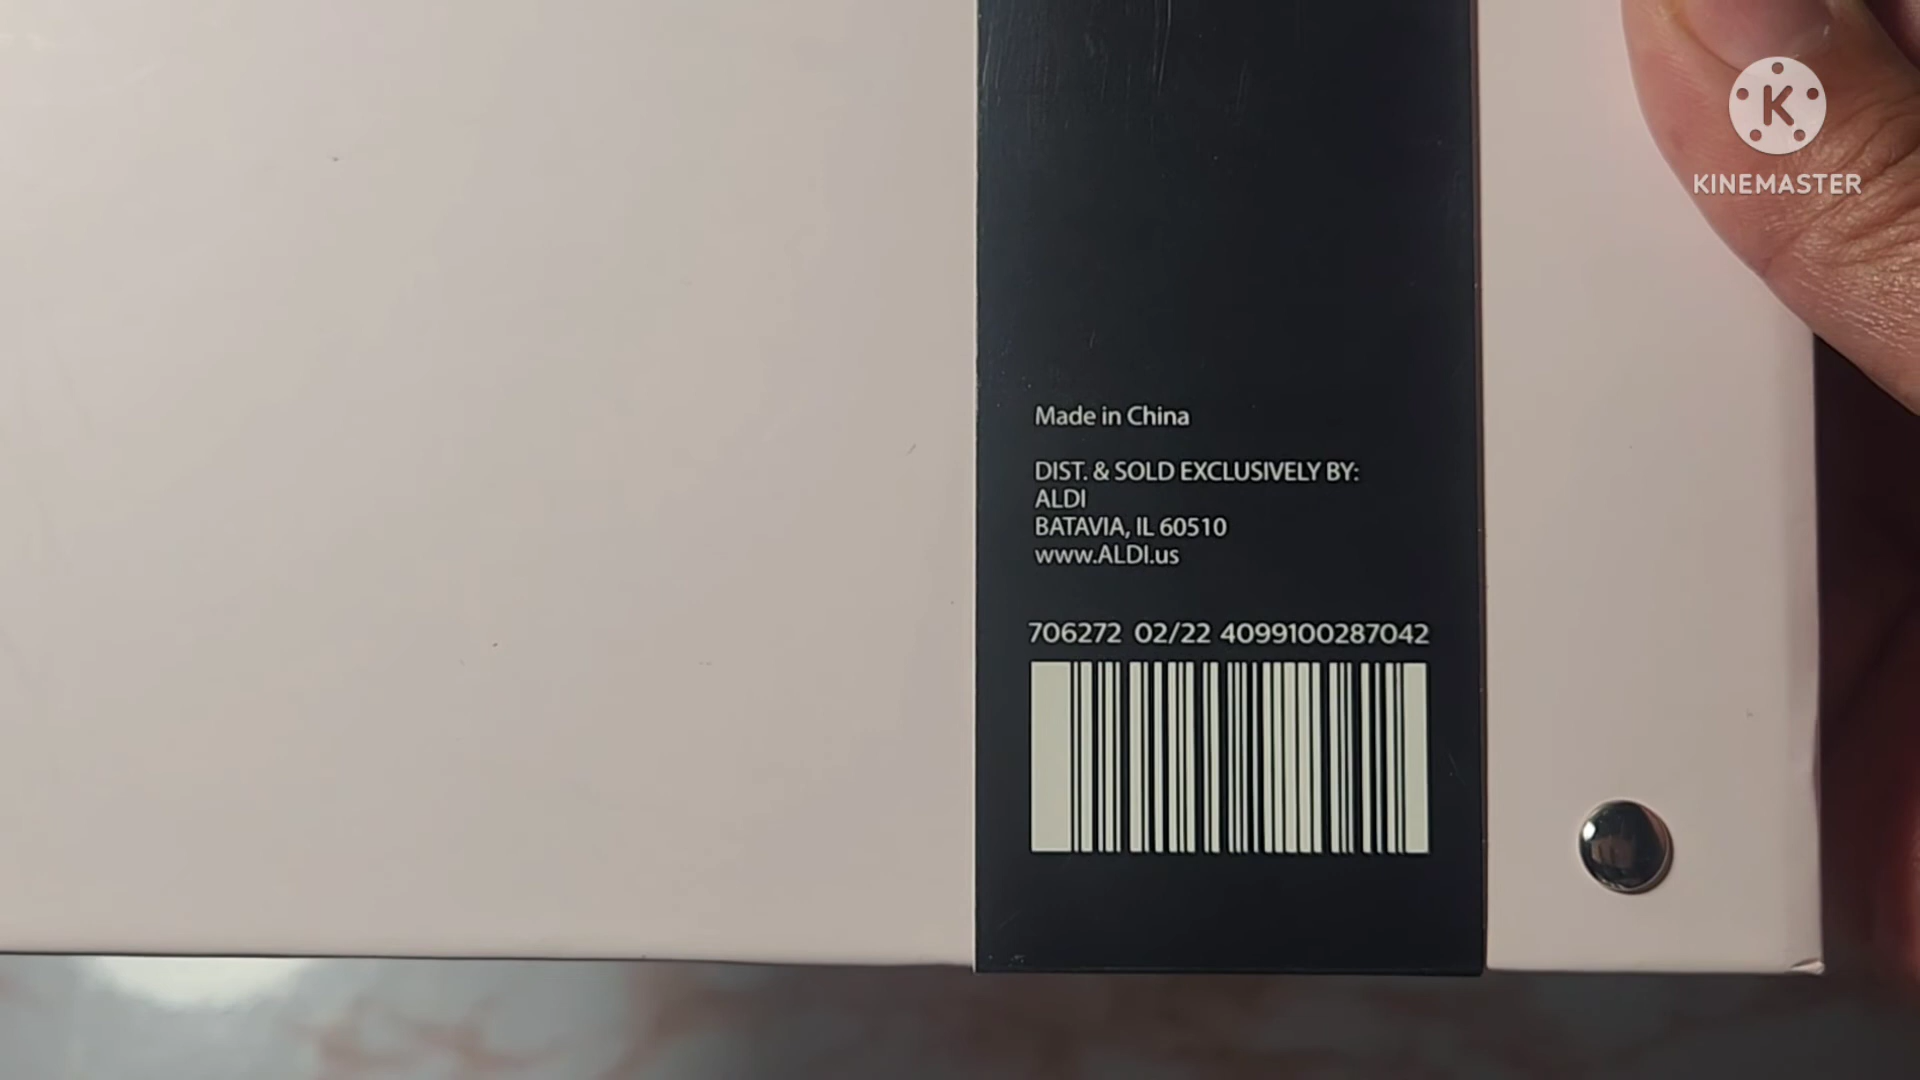 K
KINEMASTER
Made in China
DIST. & SOLD EXCLUSIVELY BY:
ALDI
BATAVIA, IL 60510
www.ALDI.us
706272 02/22 4099100287042